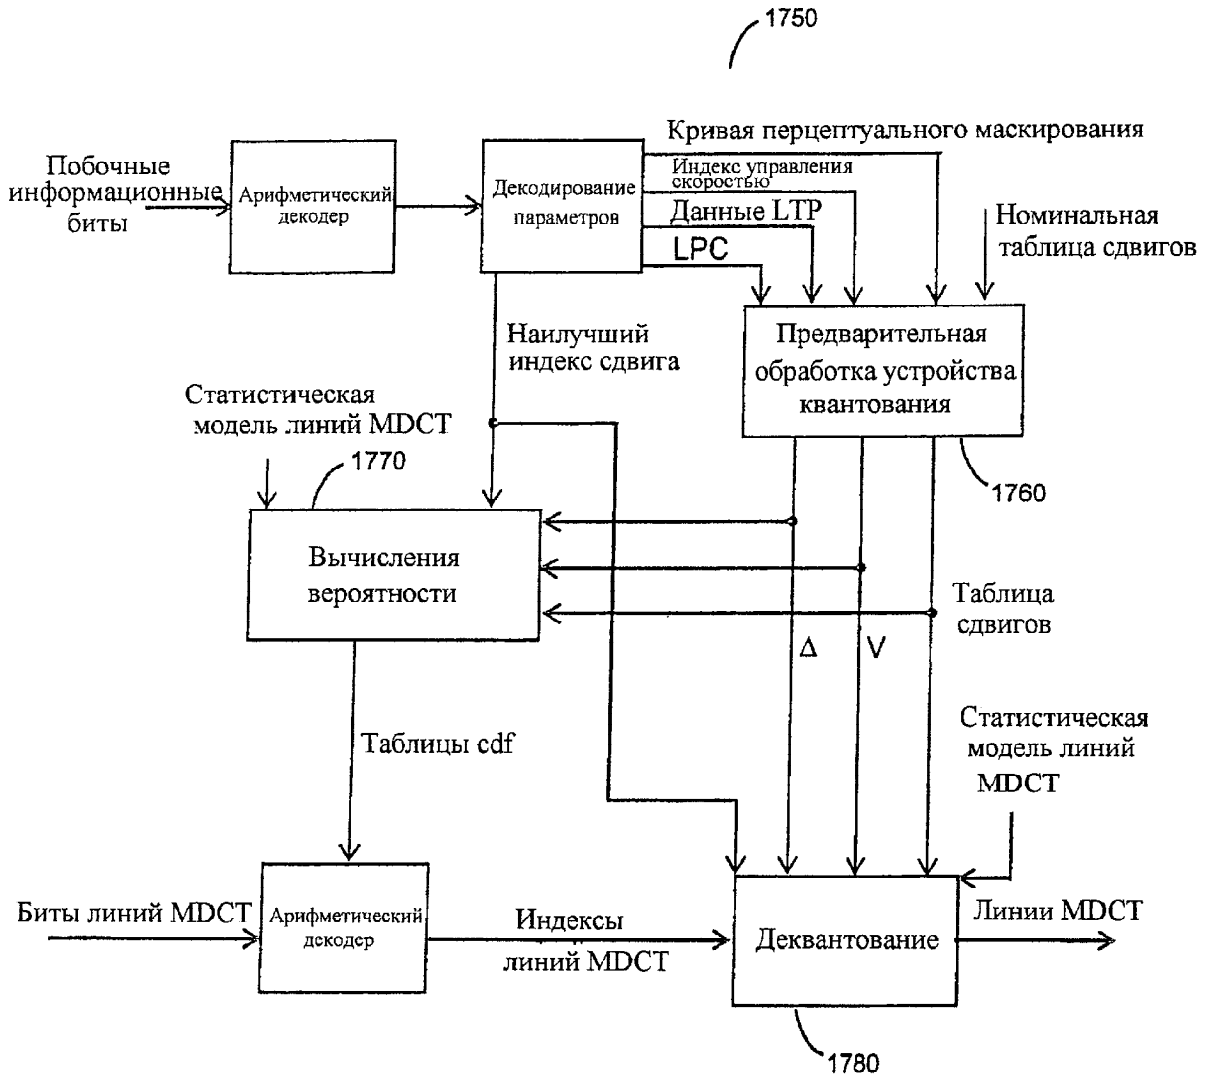 1750
Кривая перцептуального маскирования
Побочные
информационные
биты
Арифметический
декодер
Декодирование
параметров
Индекс управления
скоростью
Данные LTP
LPC
Номинальная
таблица сдвигов
Наилучший
индекс сдвига
Предварительная
обработка устройства
квантования
1760
Статистическая
модель линий MDCT
1770
Вычисления
вероятности
Таблица
сдвигов
Δ
V
Таблицы cdf
Статистическая
модель линий
MDCT
Биты линий MDCT
Арифметический
декодер
Индексы
линий MDCT
Деквантование
Линии MDCT
1780